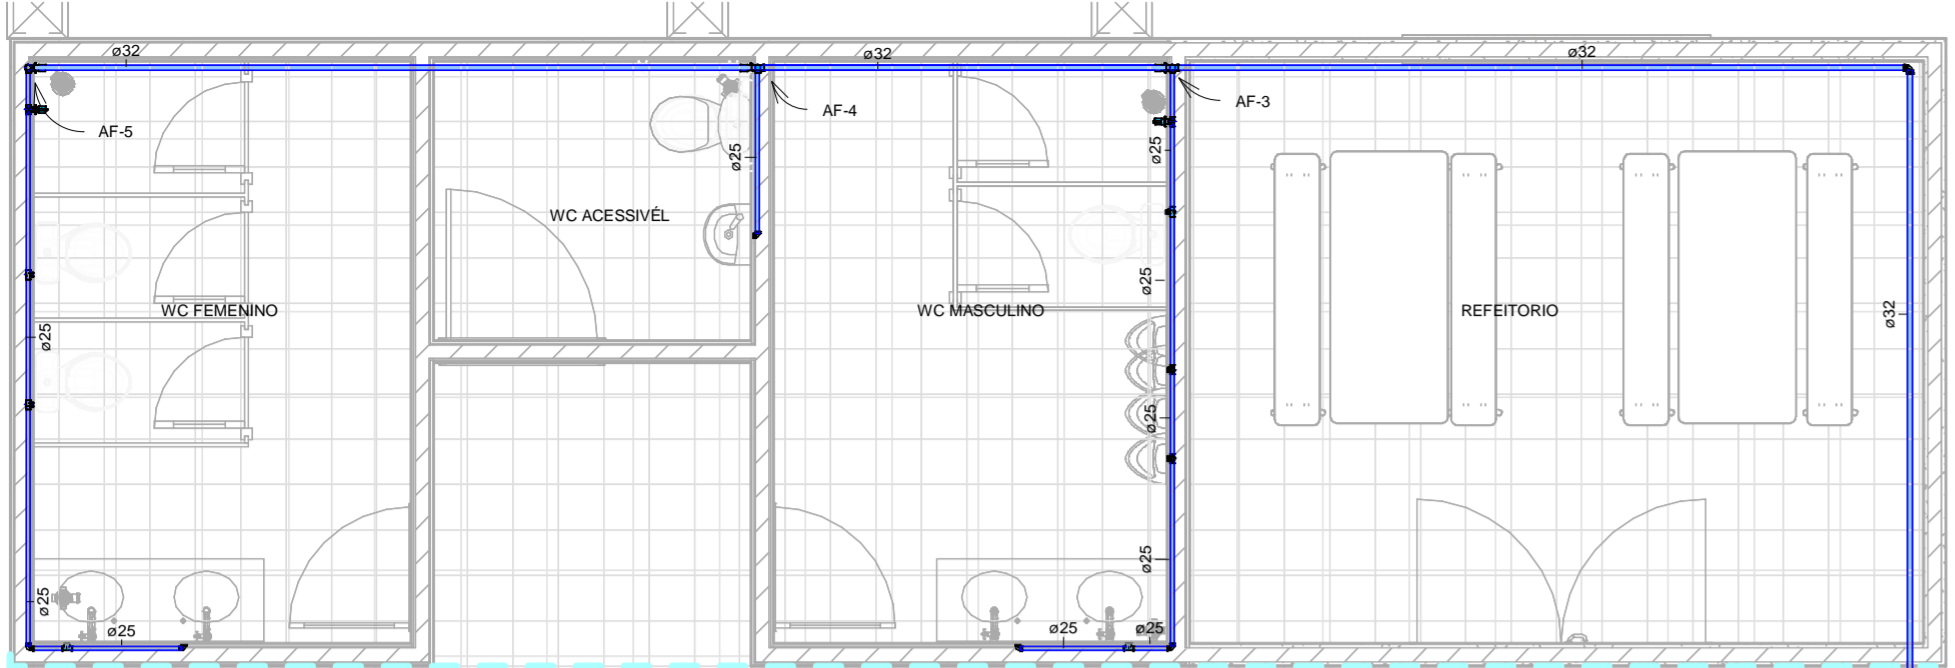 ø32
ø32
ø32
AF-5
AF-4
AF-3
ø25
ø25
WC ACESSIVÉL
ø25
WC FEMENINO
WC MASCULINO
REFEITORIO
ø32
ø25
ø25
ø25
ø25
ø25
ø25
ø25